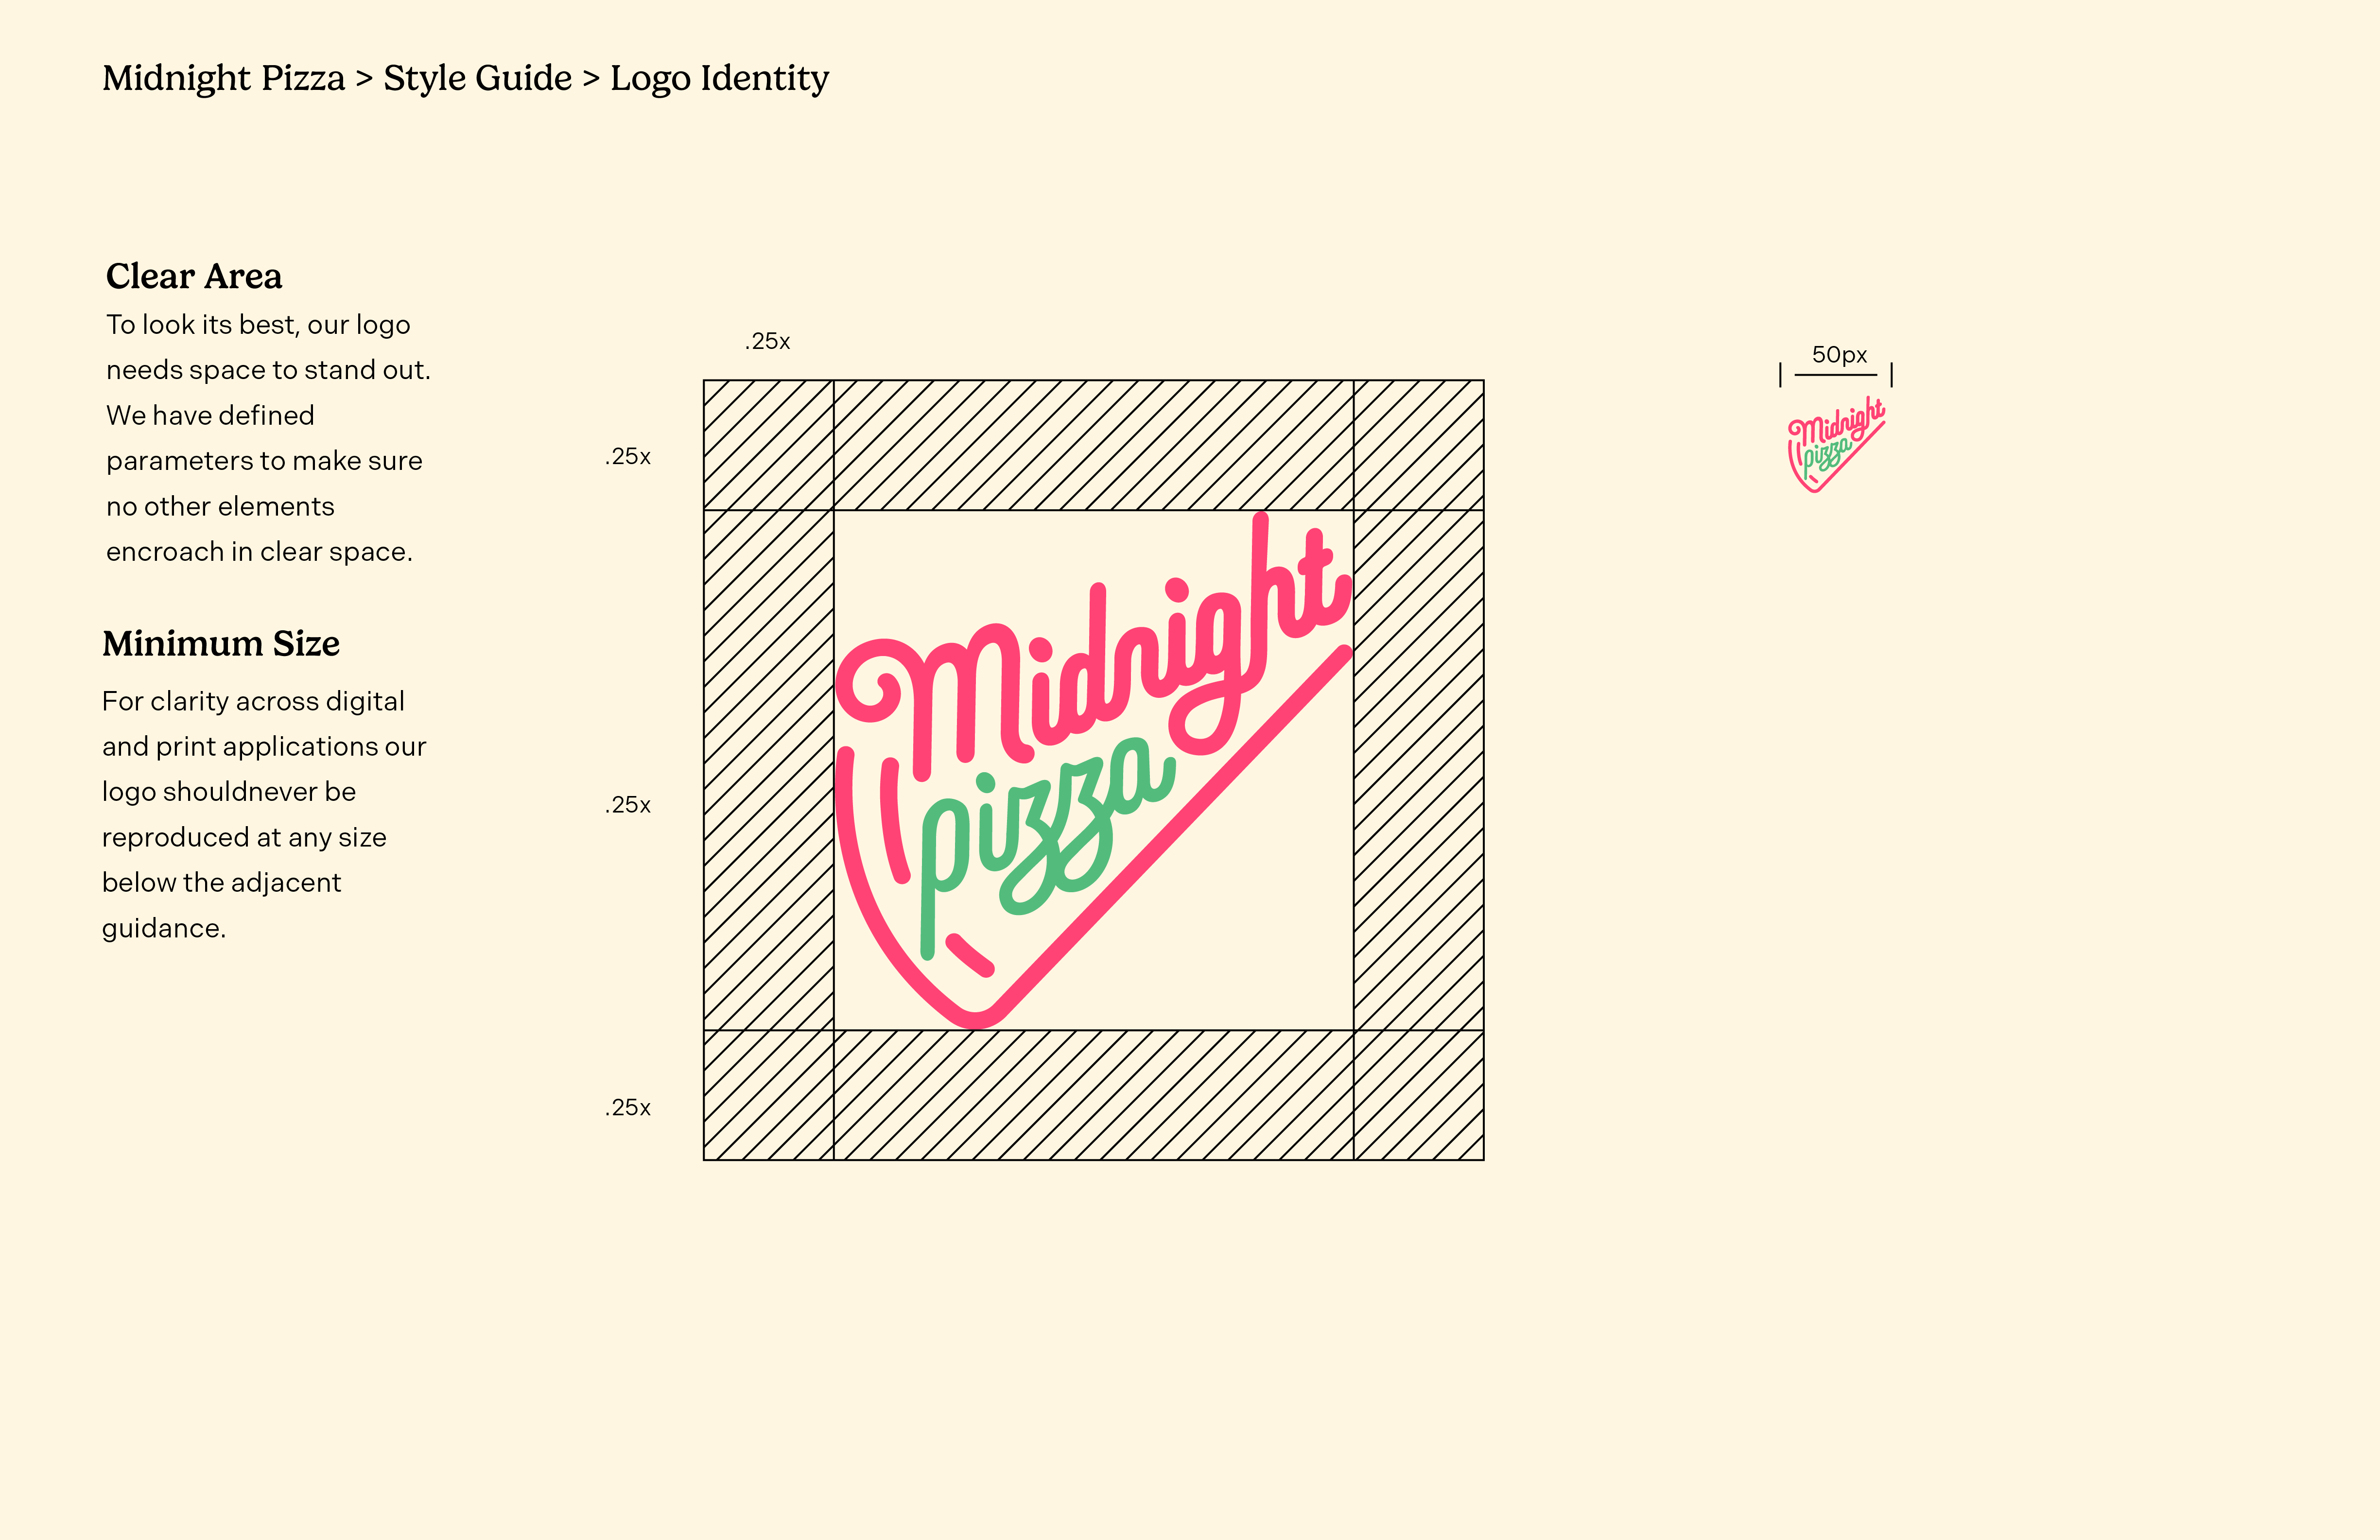 Midnight Pizza > Style Guide > Logo Identity
Clear Area
To look its best, our logo
needs space to stand out.
We have defined
parameters to make sure
no other elements
encroach in clear space.
Minimum Size
For clarity across digital
and print applications our
logo shouldnever be
reproduced at any size
below the adjacent
guidance.
.25x
.25x
.25x
.25x
Midnight
pizza
50px
Midnight
pizza